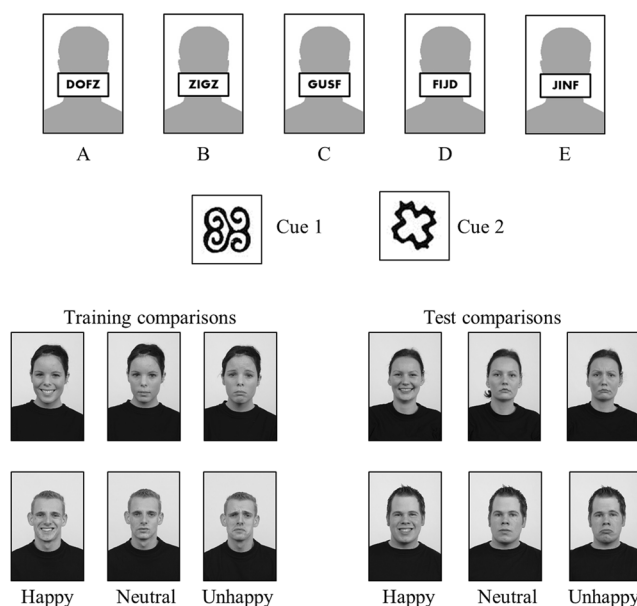 DOFZ ZIGZ GUSF FIJD JINF
A B C D E
Cue 1 Cue 2
Training comparisons Test comparisons
Happy Neutral Unhappy Happy Neutral Unhappy